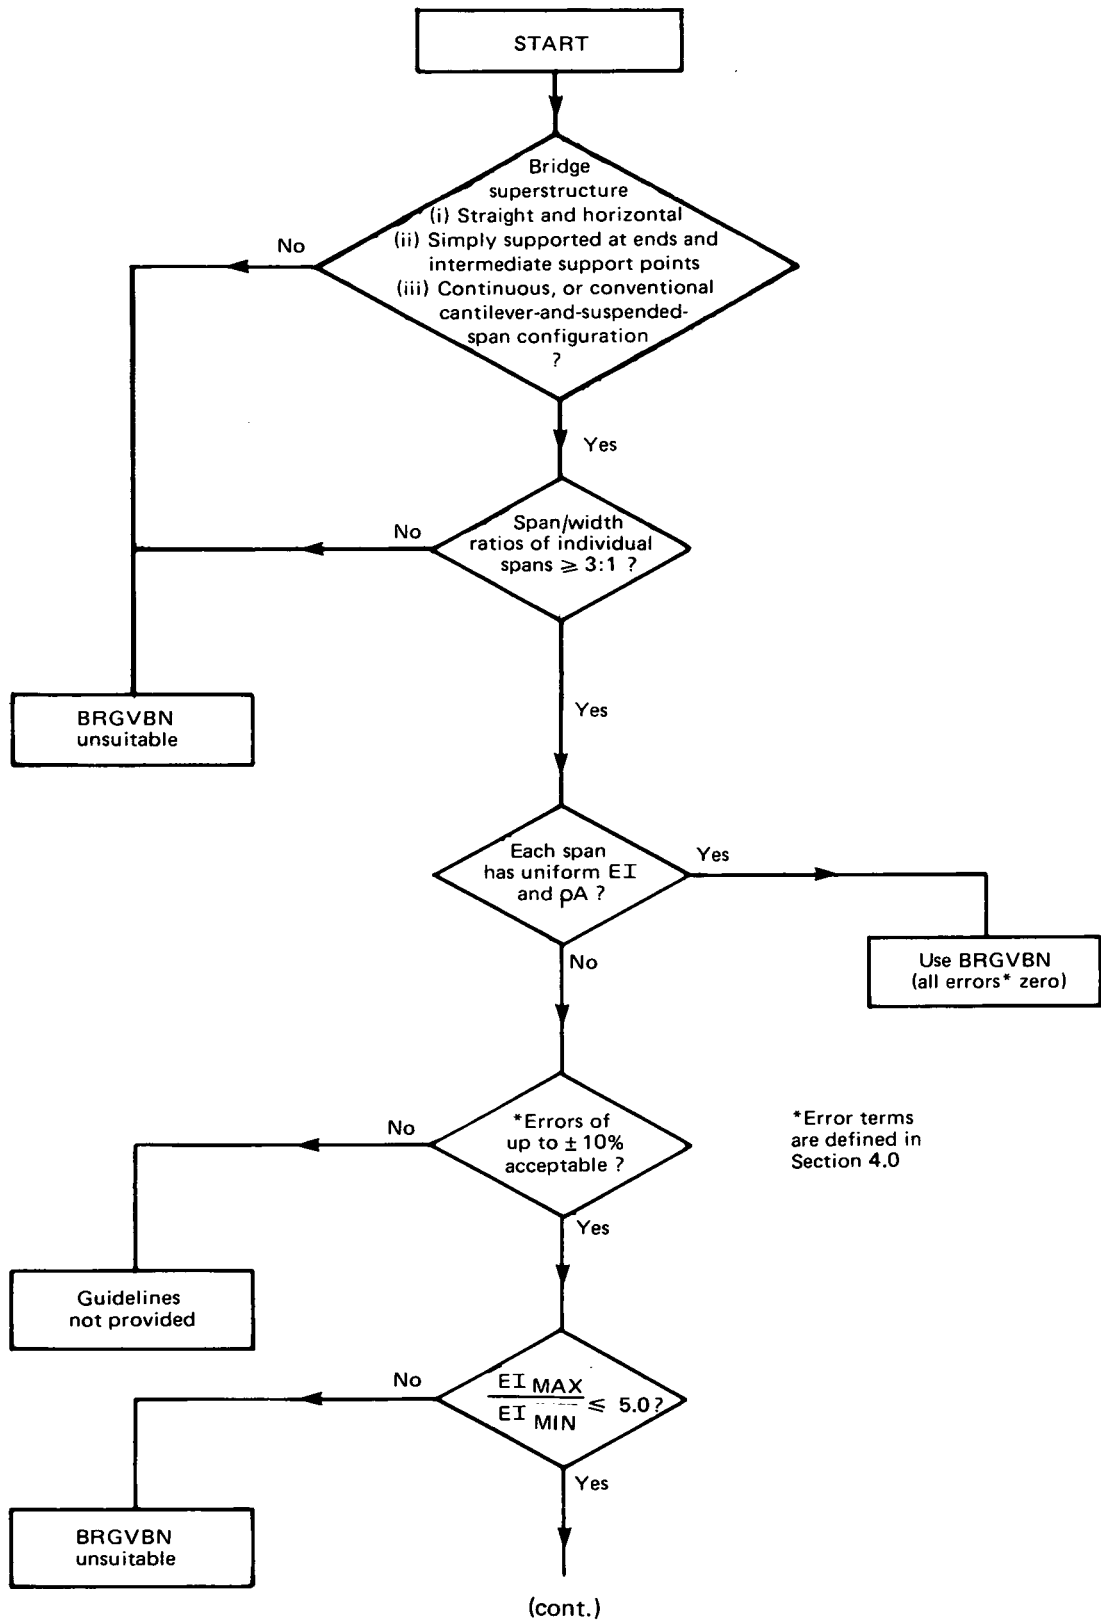 START
Bridge
superstructure
(i) Straight and horizontal
(ii) Simply supported at ends and
intermediate support points
(iii) Continuous, or conventional
cantilever-and-suspended-
span configuration
?
No
Yes
Span/width
ratios of individual
spans ⩾ 3:1 ?
No
BRGVBN
unsuitable
Yes
Each span
has uniform EI
and ρA ?
Yes
Use BRGVBN
(all errors* zero)
No
*Errors of
up to ± 10%
acceptable ?
No
*Error terms
are defined in
Section 4.0
Guidelines
not provided
Yes
EI MAX
EI MIN
⩽ 5.0?
No
BRGVBN
unsuitable
Yes
(cont.)